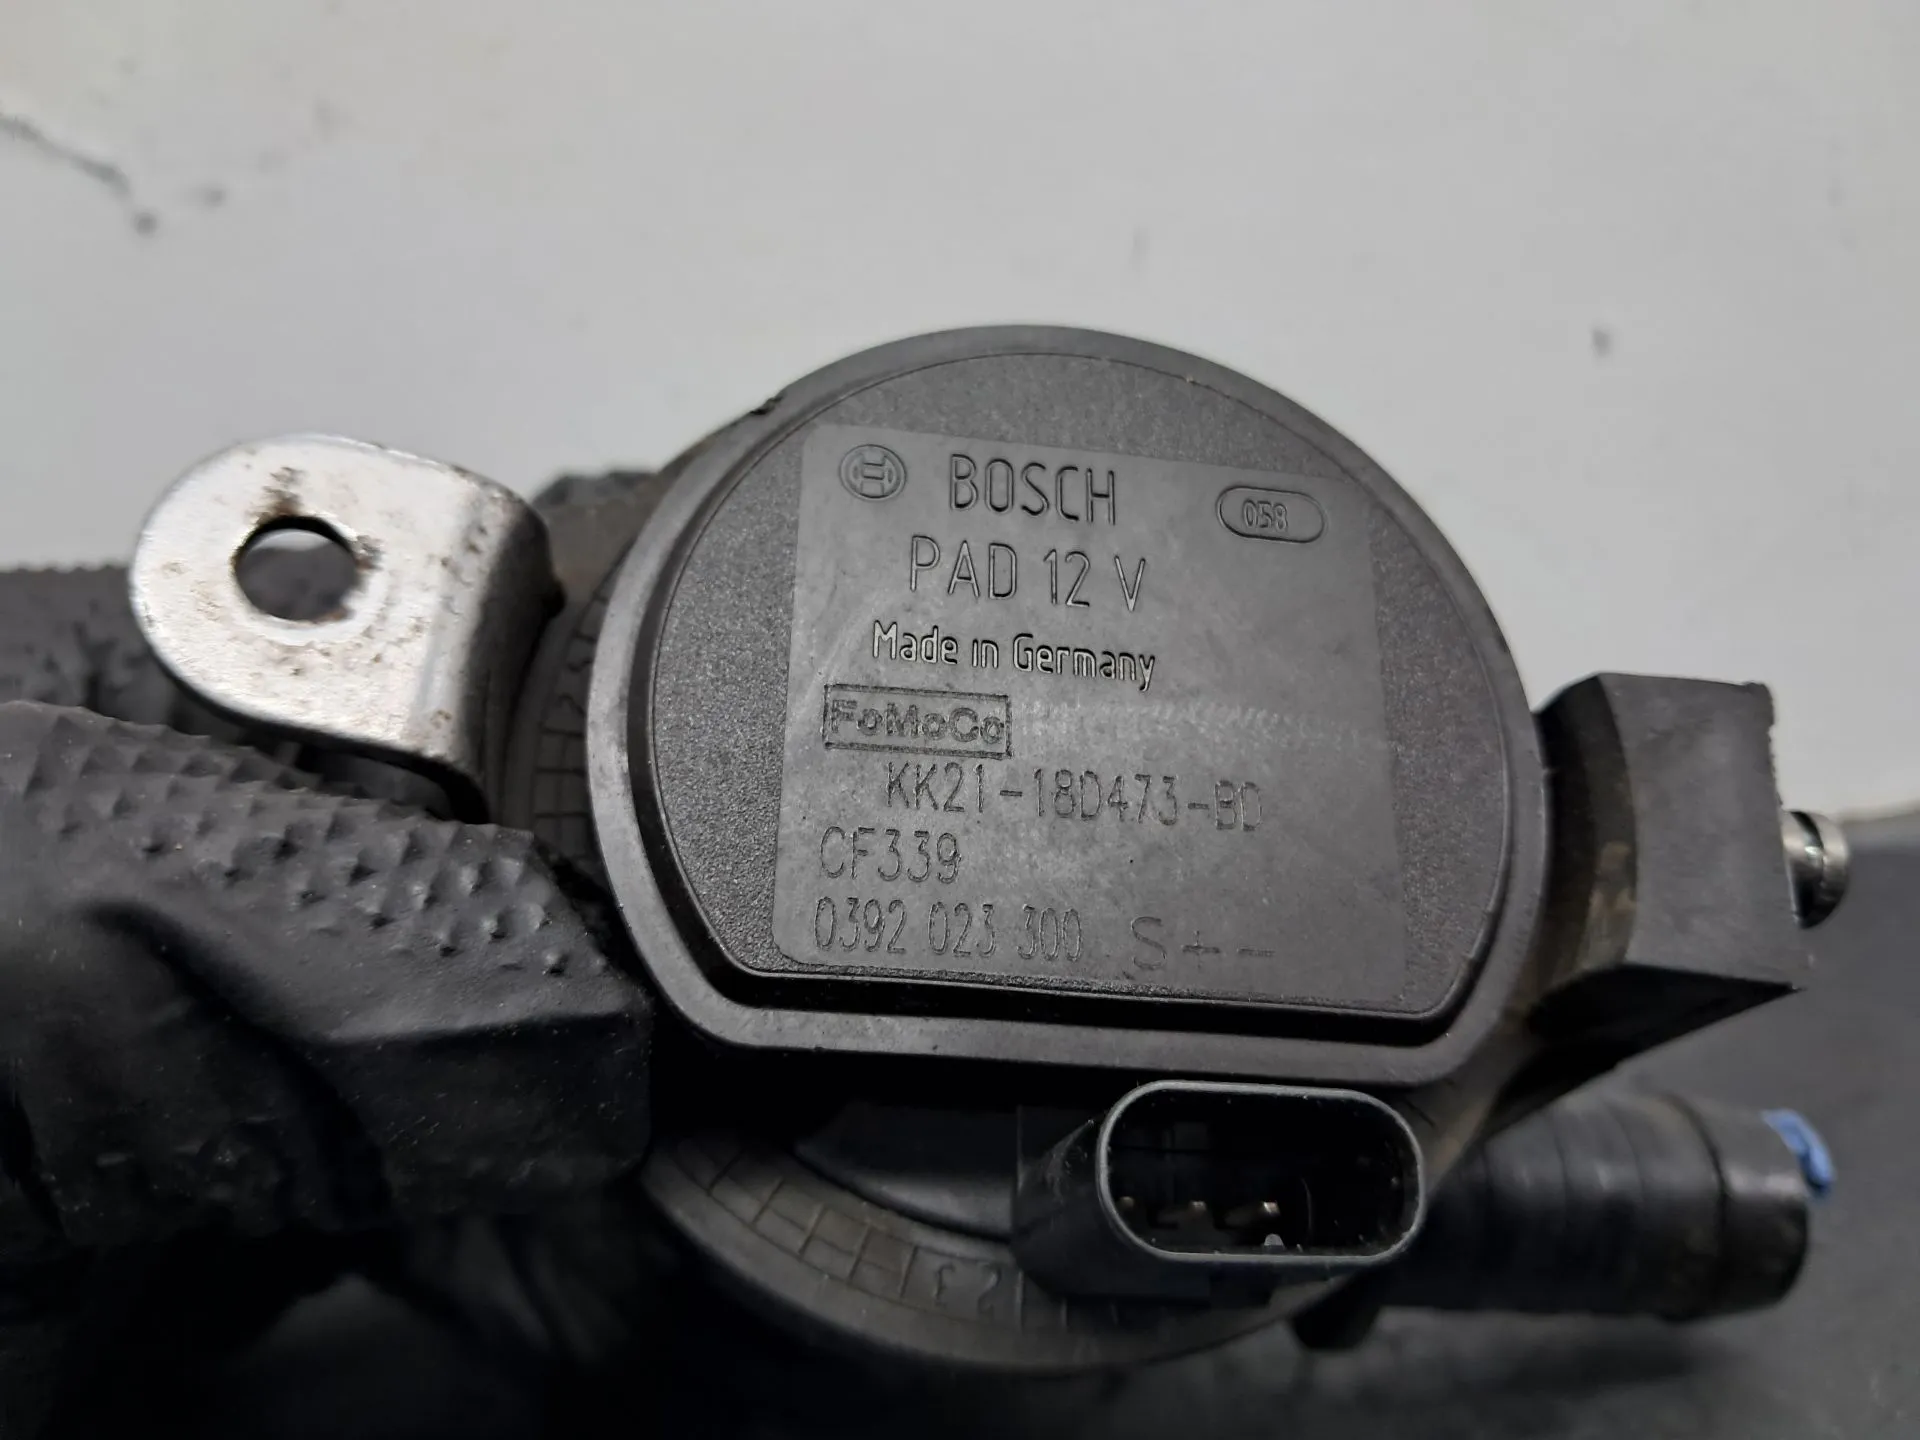 BOSCH 058
PAD 12 V
Made in Germany
FoMoCo
KK21-18D473-BD
CF339
0392 023 300 S + -